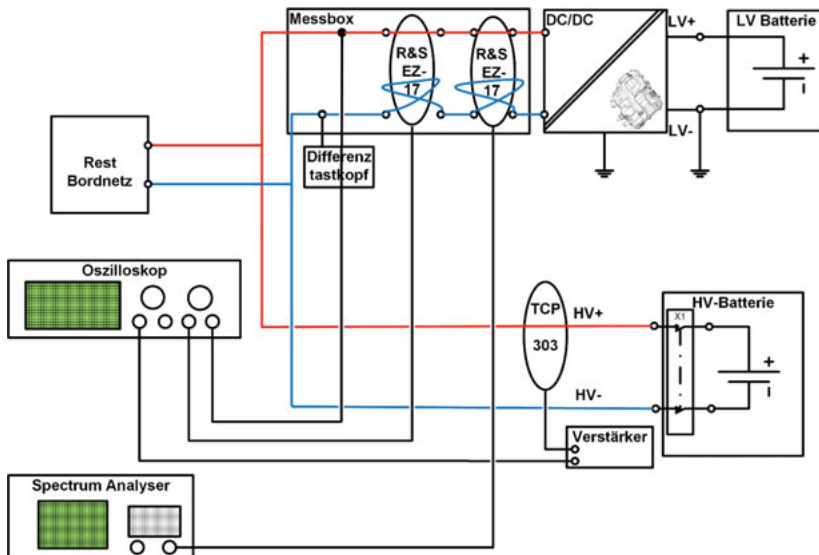 Messbox
R&S
EZ-
17
R&S
EZ-
17
DC/DC
LV+
LV-
LV Batterie
+
Differenz
tastkopf
Rest
Bordnetz
Oszilloskop
TCP
303
HV+
HV-
HV-Batterie
X1
+
Verstärker
Spectrum Analyser